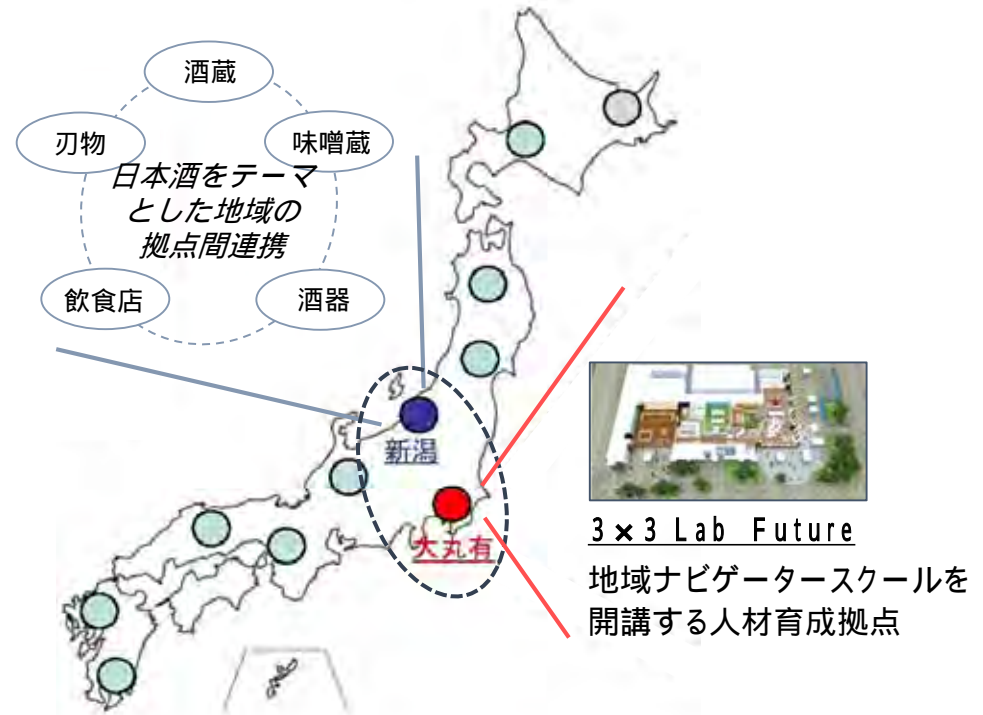 酒蔵
刃物
味噌蔵
日本酒をテーマ
とした地域の
拠点間連携
飲食店
酒器
新潟
大丸有
3×3 Lab Future
地域ナビゲータースクールを
開講する人材育成拠点